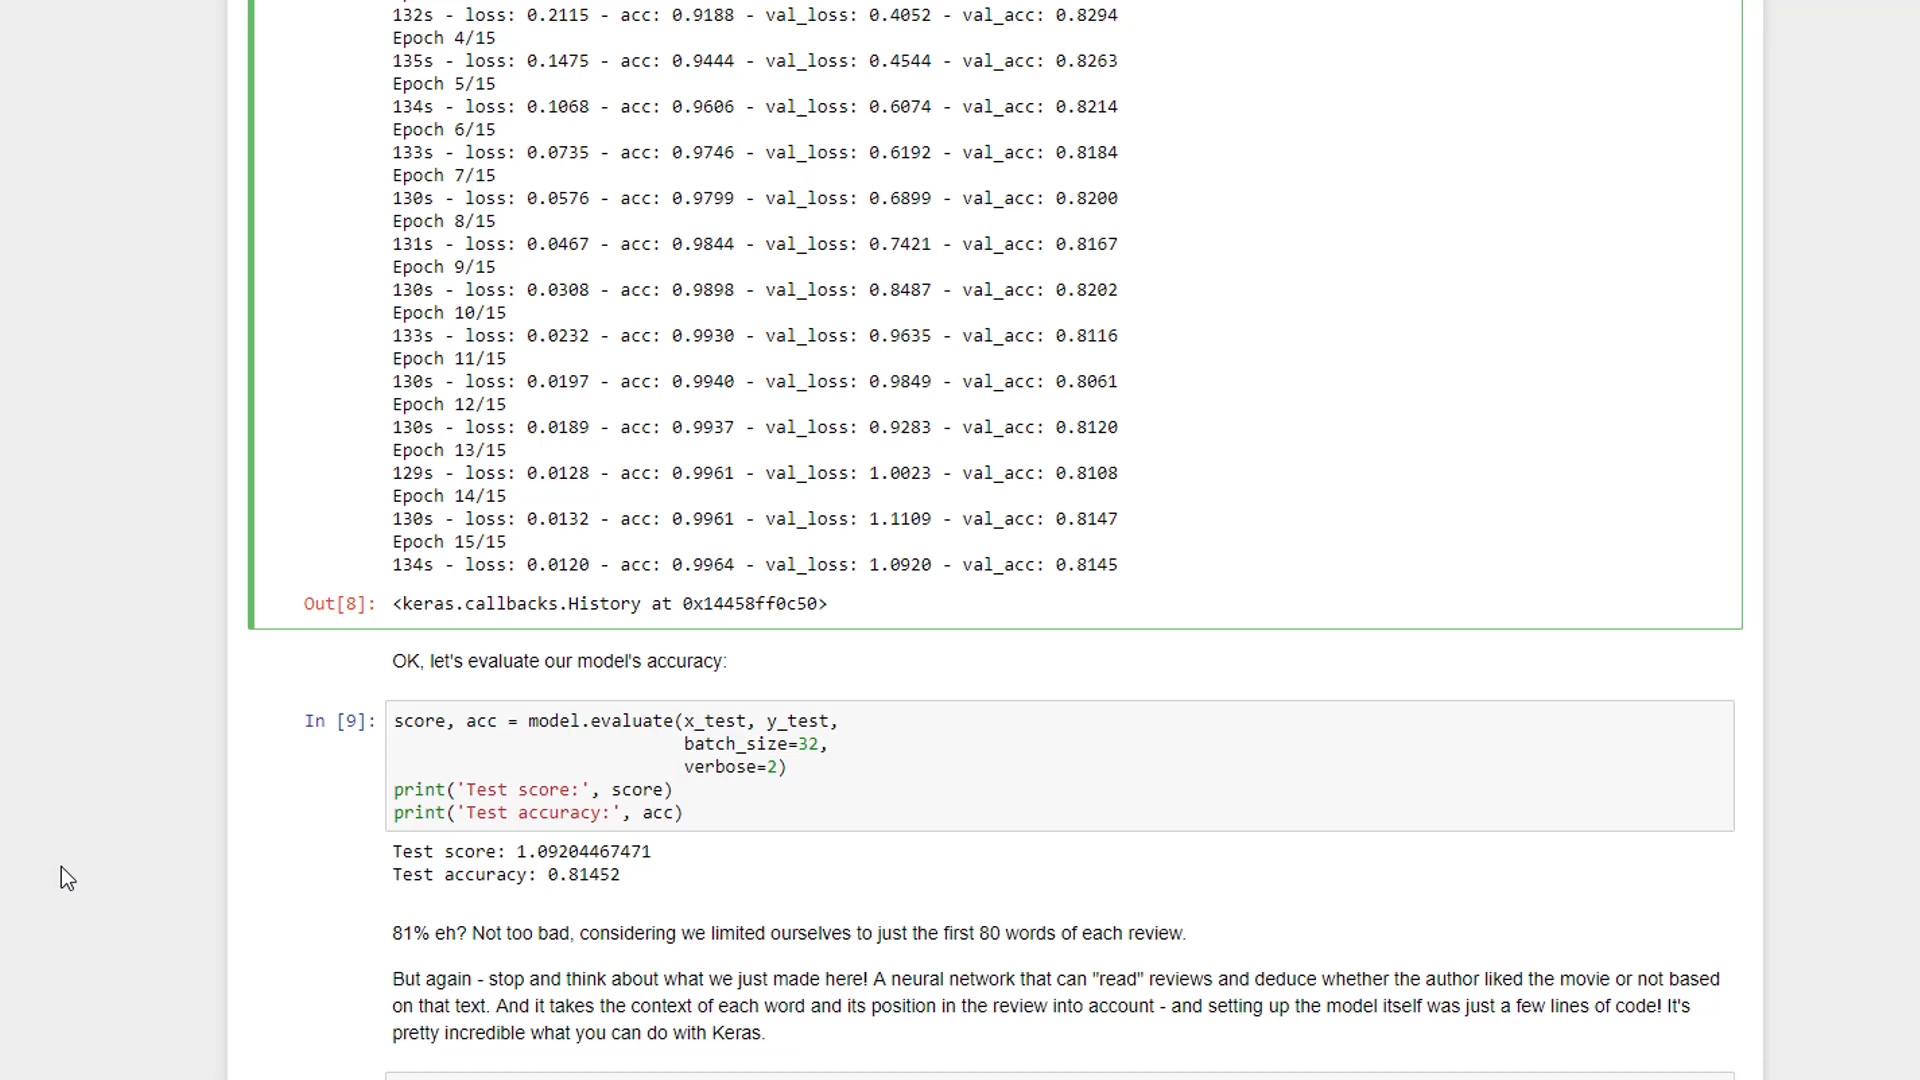 132s - loss: 0.2115 - acc: 0.9188 - val_loss: 0.4052 - val_acc: 0.8294
Epoch 4/15
135s - loss: 0.1475 - acc: 0.9444 - val_loss: 0.4544 - val_acc: 0.8263
Epoch 5/15
134s - loss: 0.1068 - acc: 0.9606 - val_loss: 0.6074 - val_acc: 0.8214
Epoch 6/15
133s - loss: 0.0735 - acc: 0.9746 - val_loss: 0.6192 - val_acc: 0.8184
Epoch 7/15
130s - loss: 0.0576 - acc: 0.9799 - val_loss: 0.6899 - val_acc: 0.8200
Epoch 8/15
131s - loss: 0.0467 - acc: 0.9844 - val_loss: 0.7421 - val_acc: 0.8167
Epoch 9/15
130s - loss: 0.0308 - acc: 0.9898 - val_loss: 0.8487 - val_acc: 0.8202
Epoch 10/15
133s - loss: 0.0232 - acc: 0.9930 - val_loss: 0.9635 - val_acc: 0.8116
Epoch 11/15
130s - loss: 0.0197 - acc: 0.9940 - val_loss: 0.9849 - val_acc: 0.8061
Epoch 12/15
130s - loss: 0.0189 - acc: 0.9937 - val_loss: 0.9283 - val_acc: 0.8120
Epoch 13/15
129s - loss: 0.0128 - acc: 0.9961 - val_loss: 1.0023 - val_acc: 0.8108
Epoch 14/15
130s - loss: 0.0132 - acc: 0.9961 - val_loss: 1.1109 - val_acc: 0.8147
Epoch 15/15
134s - loss: 0.0120 - acc: 0.9964 - val_loss: 1.0920 - val_acc: 0.8145
Out[8]: <keras.callbacks.History at 0x14458ff0c50>
OK, let's evaluate our model's accuracy:
In [9]: score, acc = model.evaluate(x_test, y_test,
batch_size=32,
verbose=2)
print('Test score:', score)
print('Test accuracy:', acc)
Test score: 1.09204467471
Test accuracy: 0.81452
81% eh? Not too bad, considering we limited ourselves to just the first 80 words of each review.
But again - stop and think about what we just made here! A neural network that can "read" reviews and deduce whether the author liked the movie or not based
on that text. And it takes the context of each word and its position in the review into account - and setting up the model itself was just a few lines of code! It's
pretty incredible what you can do with Keras.